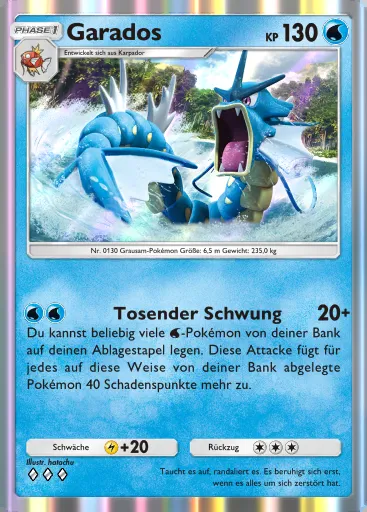 PHASE 1
Garados
KP 130
Entwickelt sich aus Karpador
Nr. 0130 Grausam-Pokémon Größe: 6,5 m Gewicht: 235,0 kg
Tosender Schwung 20+
Du kannst beliebig viele -Pokémon von deiner Bank
auf deinen Ablagestapel legen. Diese Attacke fügt für
jedes auf diese Weise von deiner Bank abgelegte
Pokémon 40 Schadenspunkte mehr zu.
Schwäche +20
Rückzug
Illustr. hatachu
Taucht es auf, randaliert es. Es beruhigt sich erst,
wenn es alles um sich zerstört hat.